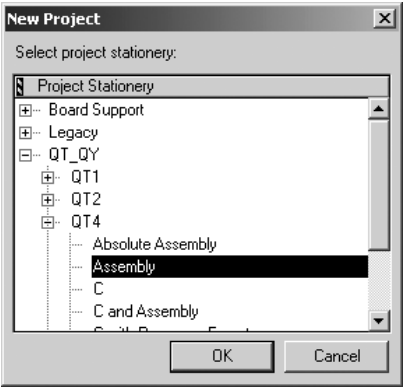 New Project
Select project stationery:
Project Stationery
Board Support
Legacy
QT_QY
QT1
QT2
QT4
Absolute Assembly
Assembly
C
C and Assembly
OK
Cancel